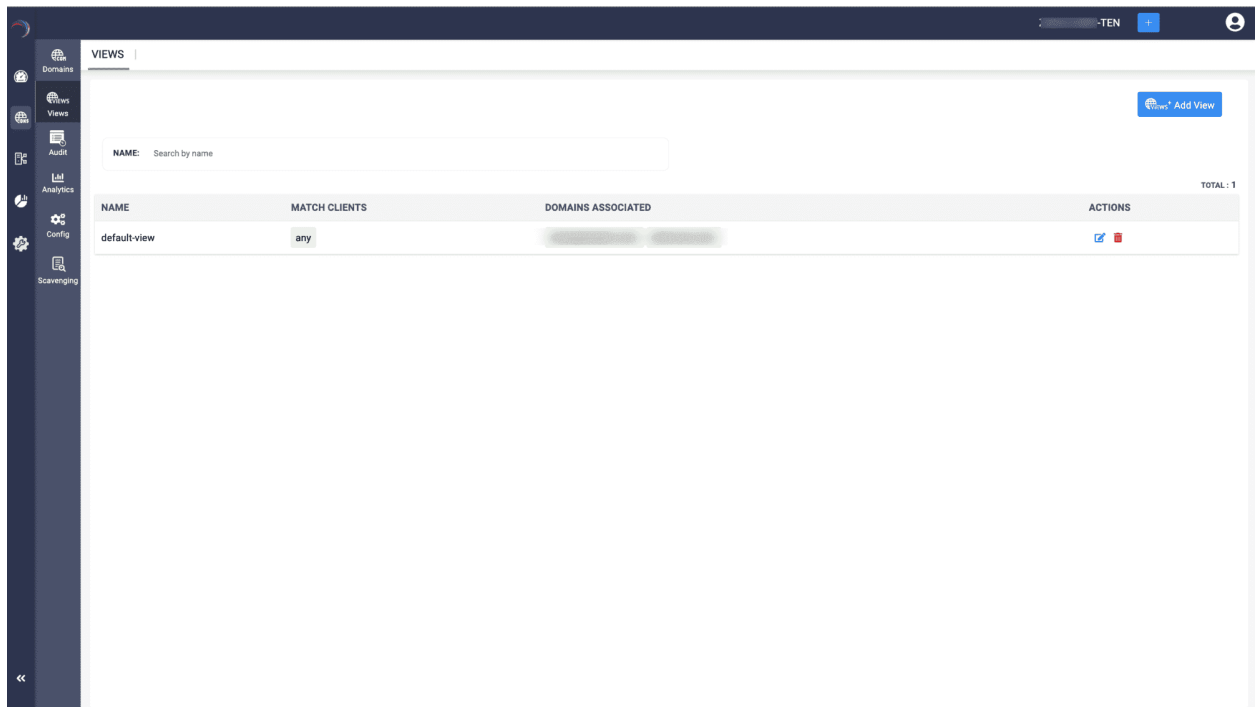 -TEN
+
VIEWS
Domains
Views
Audit
Analytics
Config
Scavenging
Add View
NAME: Search by name
TOTAL : 1
NAME MATCH CLIENTS DOMAINS ASSOCIATED ACTIONS
default-view any